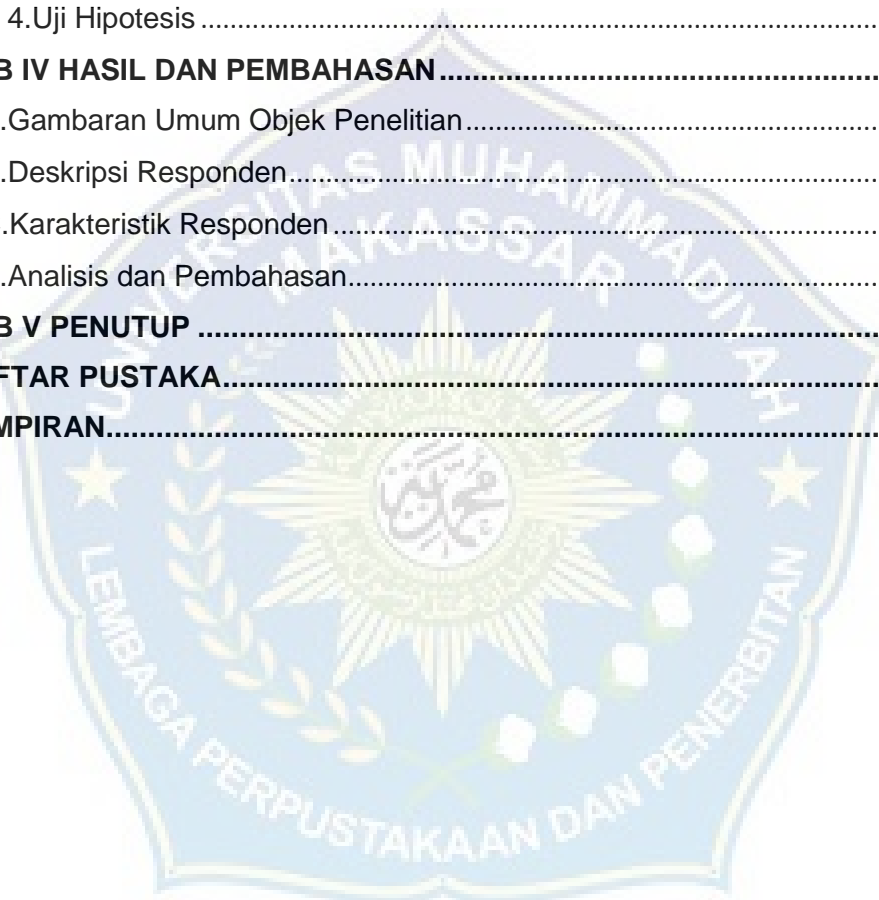 4.Uji Hipotesis
B IV HASIL DAN PEMBAHASAN
.Gambaran Umum Objek Penelitian
.Deskripsi Responden
.Karakteristik Responden
.Analisis dan Pembahasan
B V PENUTUP
FTAR PUSTAKA
MPIRAN
UNIVERSITAS MUHAMMADIYAH
MAKASSAR
LEMBAGA PERPUSTAKAAN DAN PENERBITAN